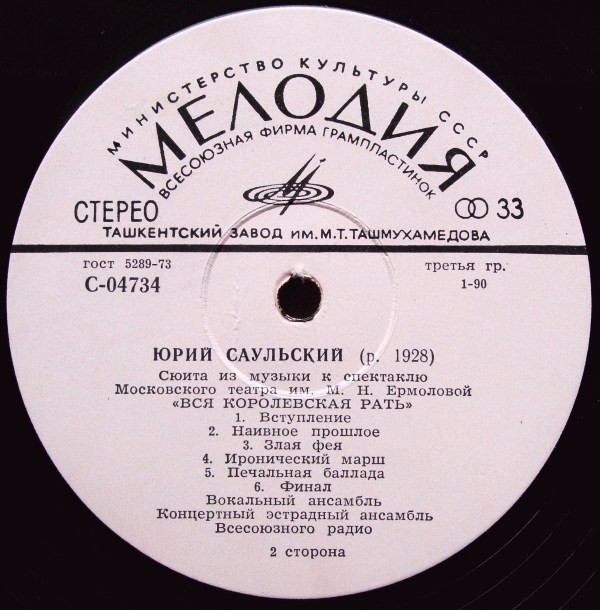 МИНИСТЕРСТВО КУЛЬТУРЫ СССР
МЕЛОДИЯ
ВСЕСОЮЗНАЯ ФИРМА ГРАМПЛАСТИНОК
СТЕРЕО
33
ТАШКЕНТСКИЙ ЗАВОД ИМ. М.Т. ТАШМУХАМЕДОВА
гост 5289-73
третья гр.
С-04734
1-90
ЮРИЙ САУЛЬСКИЙ (р. 1928)
Сюита из музыки к спектаклю
Московского театра им. М. Н. Ермоловой
«ВСЯ КОРОЛЕВСКАЯ РАТЬ»
1. Вступление
2. Наивное прошлое
3. Злая фея
4. Иронический марш
5. Печальная баллада
6. Финал
Вокальный ансамбль
Концертный эстрадный ансамбль
Всесоюзного радио
2 сторона